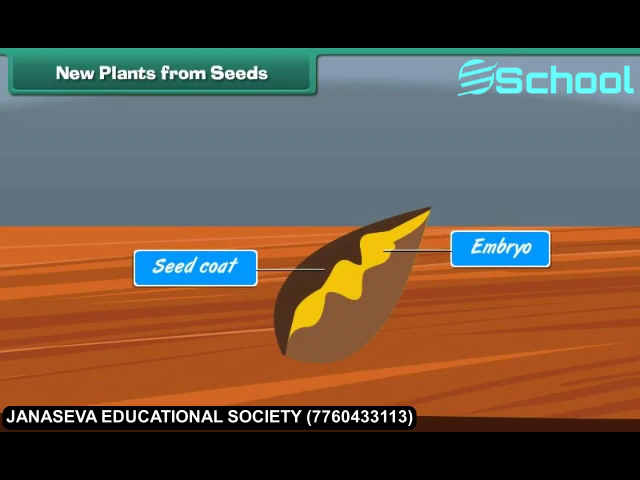 New Plants from Seeds
School
Seed coat
Embryo
JANASEVA EDUCATIONAL SOCIETY (7760433113)